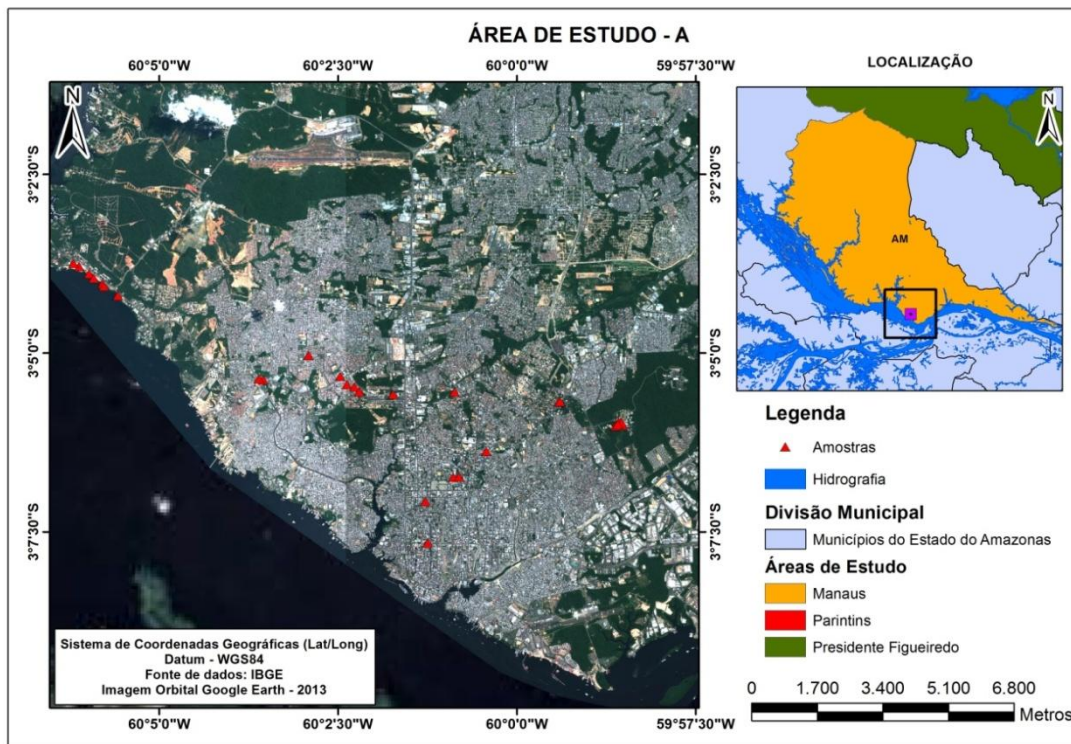 ÁREA DE ESTUDO - A
60°5'0"W 60°2'30"W 60°0'0"W 59°57'30"W
N
3°2'30"S
3°5'0"S
3°7'30"S
3°2'30"S
3°5'0"S
3°7'30"S
Sistema de Coordenadas Geográficas (Lat/Long)
Datum - WGS84
Fonte de dados: IBGE
Imagem Orbital Google Earth - 2013
60°5'0"W 60°2'30"W 60°0'0"W 59°57'30"W
LOCALIZAÇÃO
N
AM
Legenda
Amostras
Hidrografia
Divisão Municipal
Municípios do Estado do Amazonas
Áreas de Estudo
Manaus
Parintins
Presidente Figueiredo
0 1.700 3.400 5.100 6.800
Metros